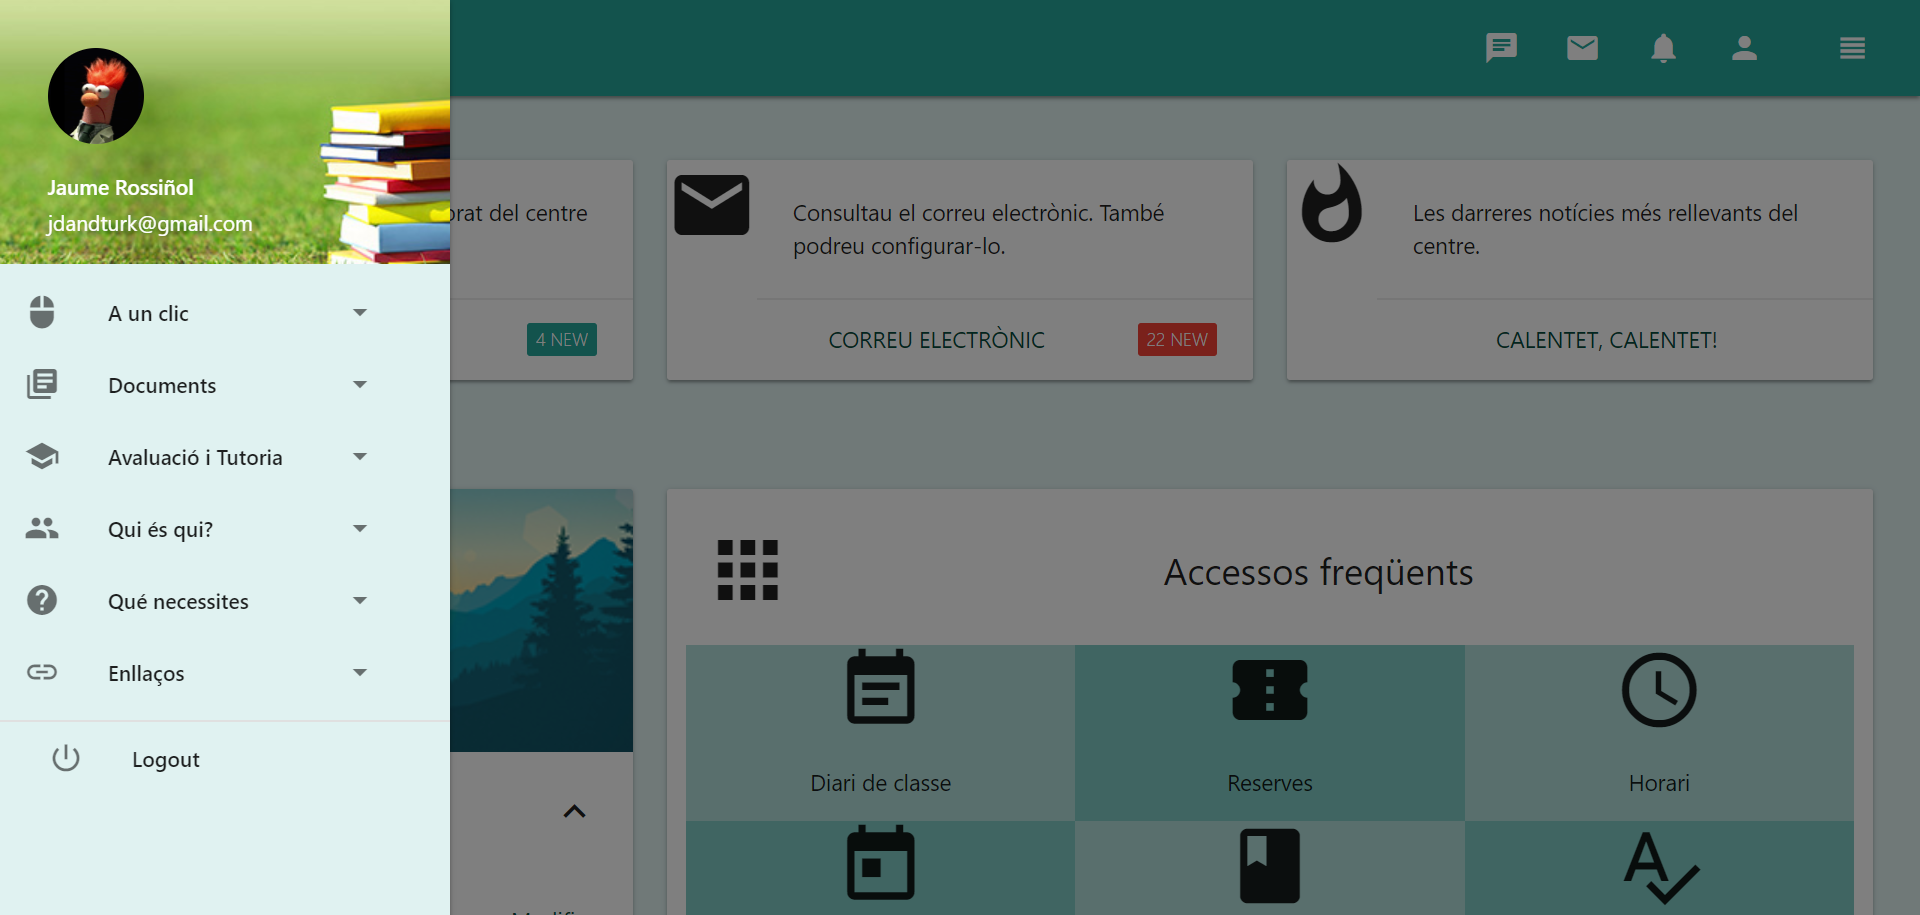 Jaume Rossiñol
jdandturk@gmail.com
A un clic
Documents
Avaluació i Tutoria
Qui és qui?
Qué necessites
Enllaços
Logout
del centre
4 NEW
Consultau el correu electrònic. També
podreu configurar-lo.
CORREU ELECTRÒNIC
22 NEW
Les darreres notícies més rellevants del
centre.
CALENTET, CALENTET!
Accessos freqüents
Diari de classe
Reserves
Horari